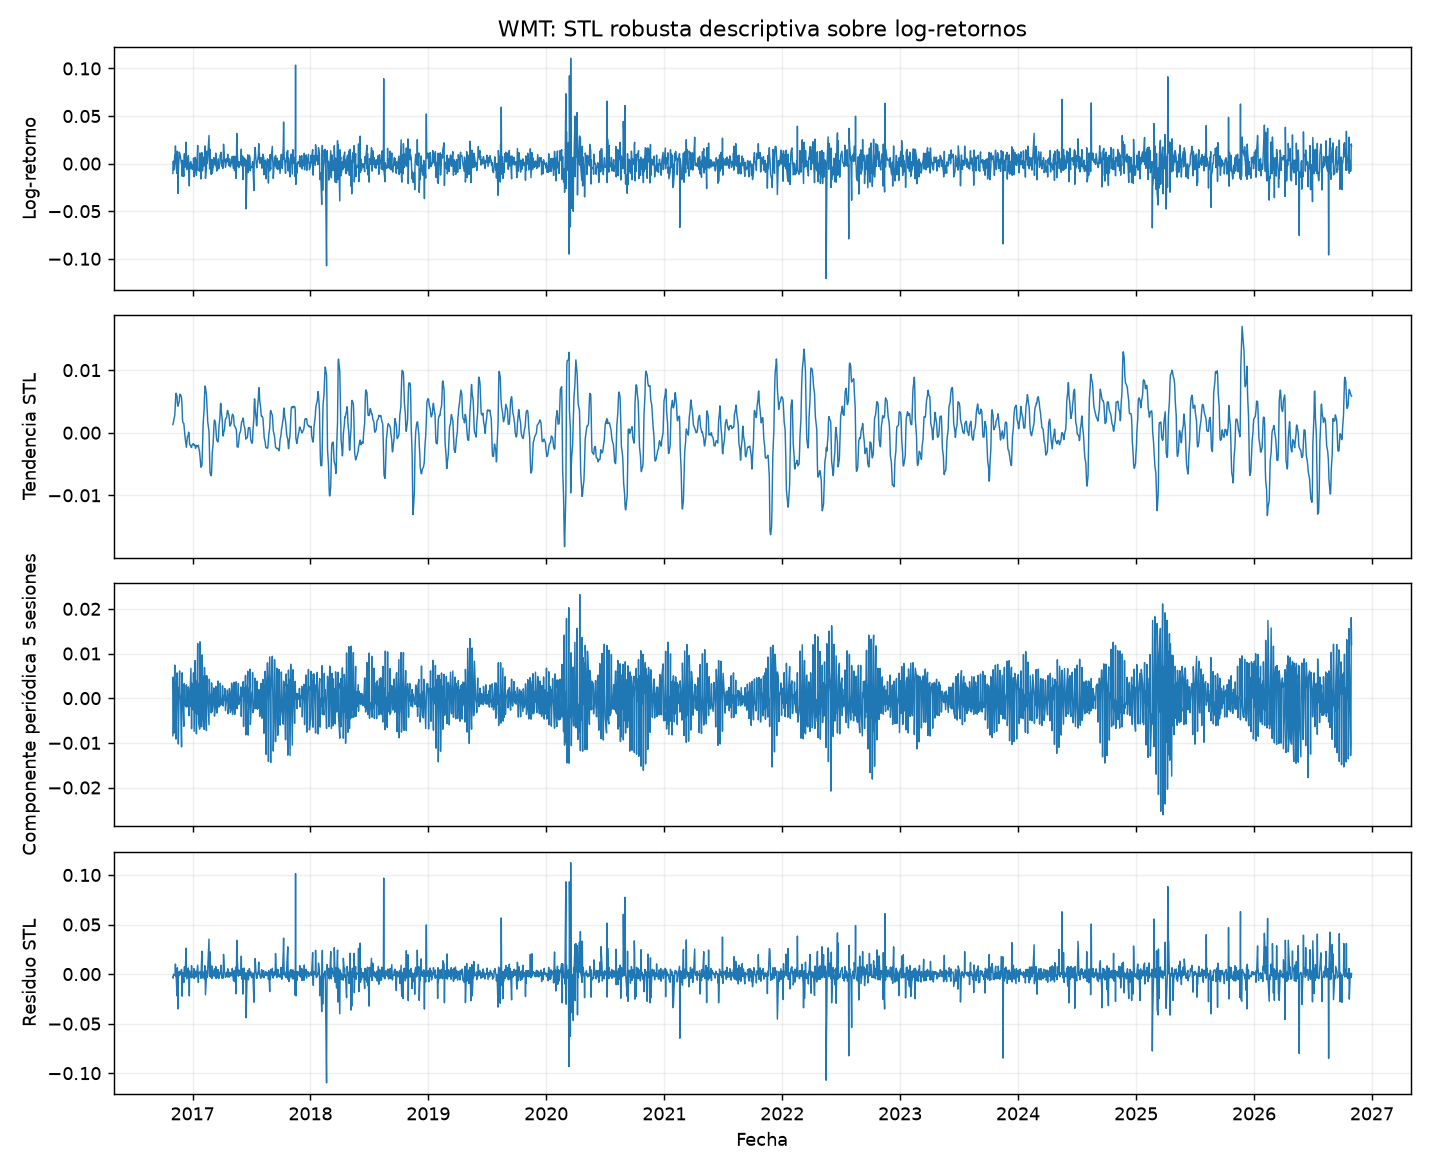 WMT: STL robusta descriptiva sobre log-retornos
0.10
0.05
0.00
−0.05
−0.10
Log-retorno
0.01
0.00
−0.01
Tendencia STL
0.02
0.01
0.00
−0.01
−0.02
Componente periódica 5 sesiones
0.10
0.05
0.00
−0.05
−0.10
Residuo STL
2017 2018 2019 2020 2021 2022 2023 2024 2025 2026 2027
Fecha